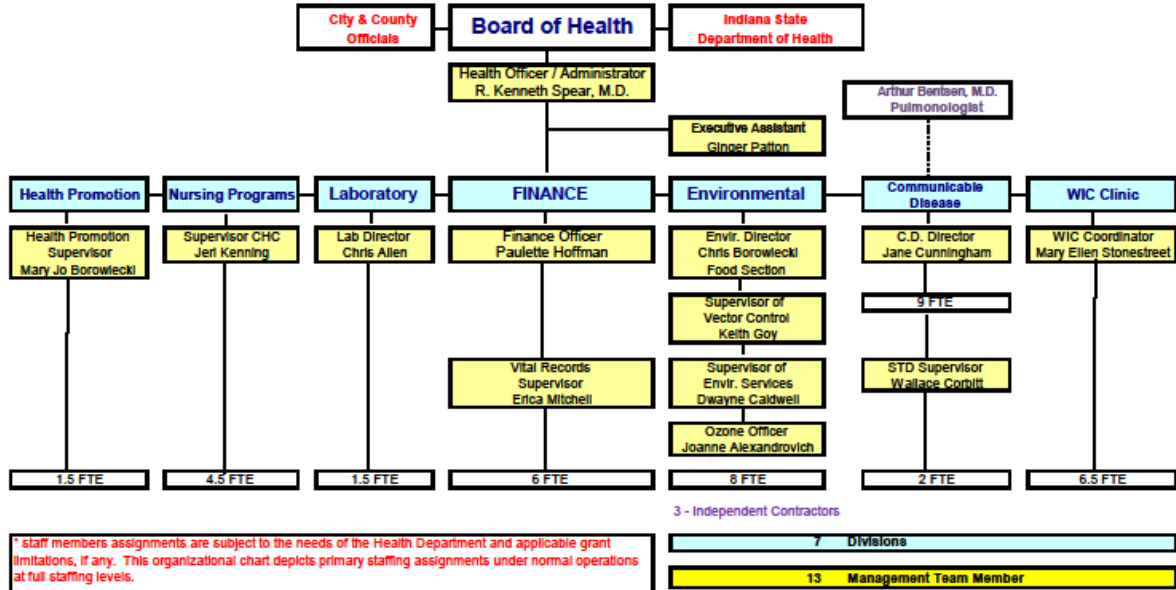 City & County
Officials
Board of Health
Indiana State
Department of Health
Health Officer / Administrator
R. Kenneth Spear, M.D.
Arthur Bentsen, M.D.
Pulmonologist
Executive Assistant
Ginger Patton
Health Promotion
Nursing Programs
Laboratory
FINANCE
Environmental
Communicable
Disease
WIC Clinic
Health Promotion
Supervisor
Mary Jo Borowiecki
Supervisor CHC
Jeri Kenning
Lab Director
Chris Allen
Finance Officer
Paulette Hoffman
Envir. Director
Chris Borowiecki
Food Section
C.D. Director
Jane Cunningham
WIC Coordinator
Mary Ellen Stonestreet
9 FTE
Supervisor of
Vector Control
Keith Goy
Vital Records
Supervisor
Erica Mitchell
Supervisor of
Envir. Services
Dwayne Caldwell
STD Supervisor
Wallace Corbitt
Ozone Officer
Joanne Alexandrovich
1.5 FTE
4.5 FTE
1.5 FTE
6 FTE
8 FTE
2 FTE
6.5 FTE
3 - Independent Contractors
* staff members assignments are subject to the needs of the Health Department and applicable grant
limitations, if any. This organizational chart depicts primary staffing assignments under normal operations
at full staffing levels.
7 Divisions
13 Management Team Member